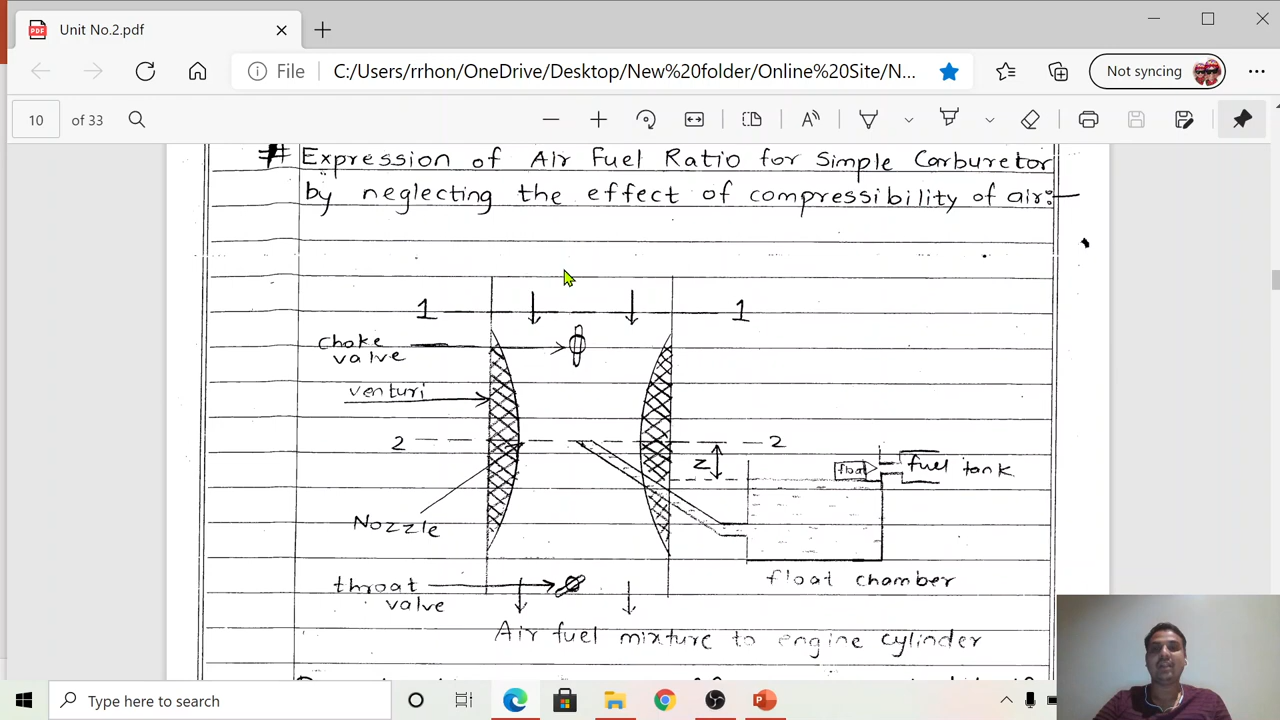 Unit No.2.pdf
File
C:/Users/rrhon/OneDrive/Desktop/New%20folder/Online%20Site/N...
Not syncing
10 of 33
# Expression of Air Fuel Ratio for Simple Carburetor
by neglecting the effect of compressibility of air:-
1 1
Choke
valve
venturi
2 2
Z
float
fuel tank
Nozzle
float chamber
throat
valve
Air fuel mixture to engine cylinder
Type here to search